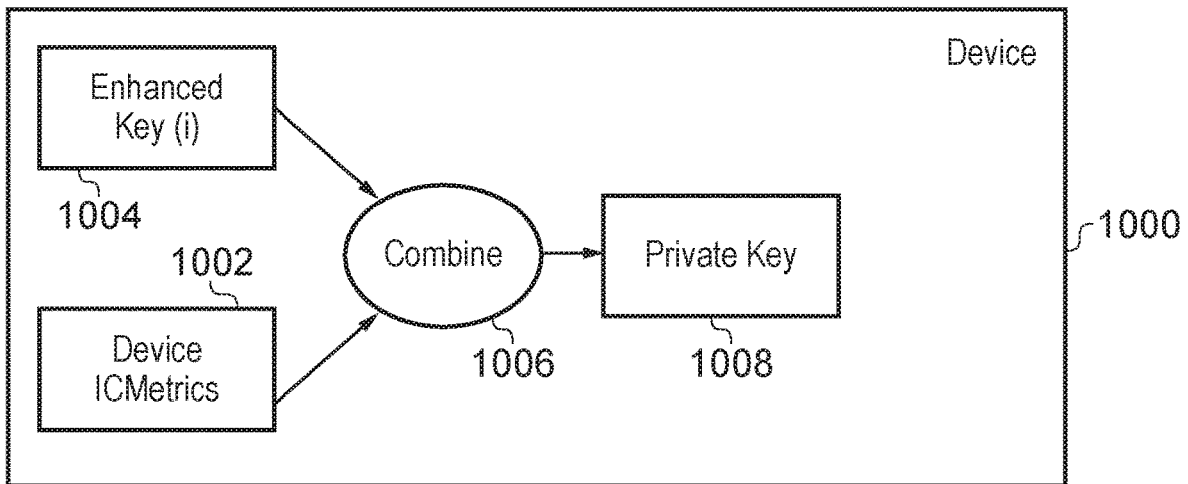 Device
Enhanced
Key (i)
1004
1002
Combine
Private Key
1000
Device
ICMetrics
1006
1008